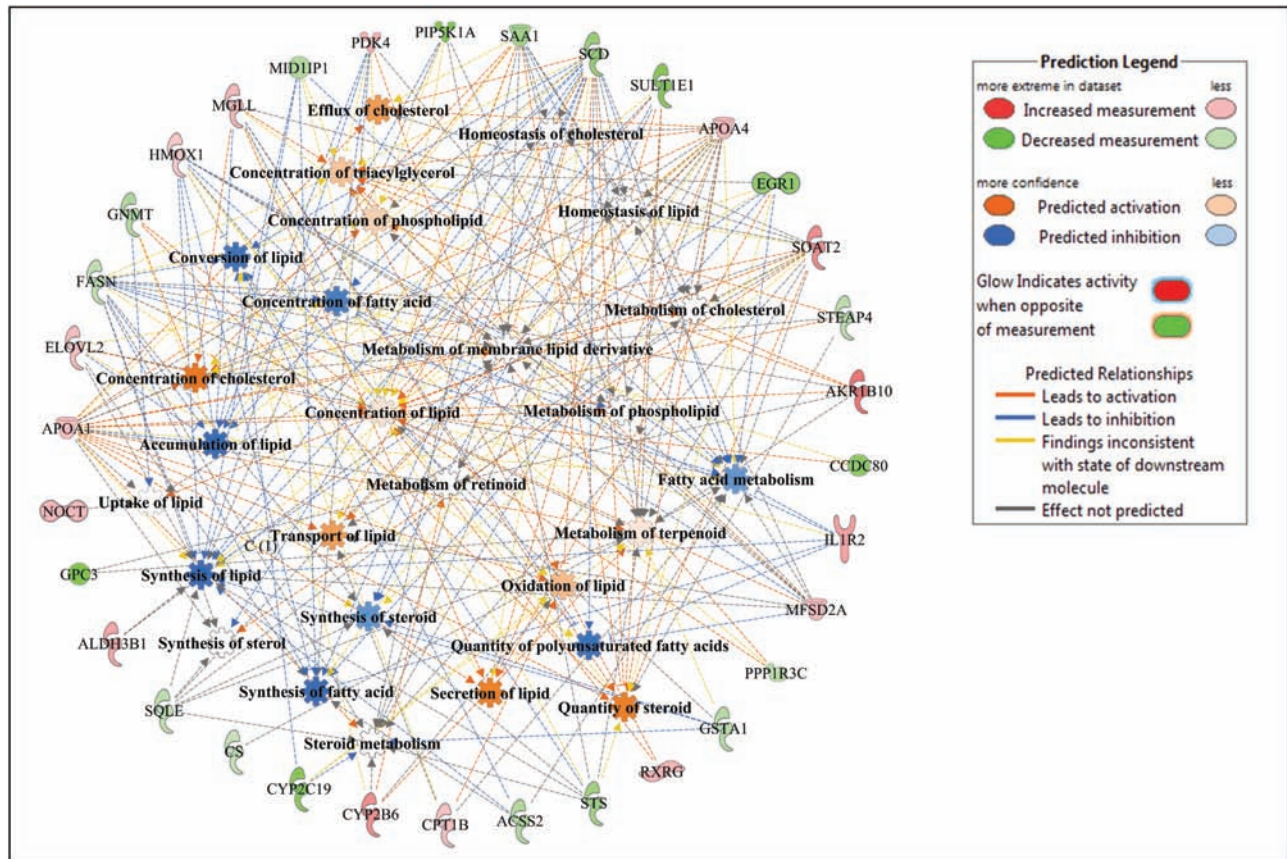 PDK4
PIP5K1A
SAA1
SCD
MID1IP1
SULT1E1
MGLL
Efflux of cholesterol
Homeostasis of cholesterol
APOA4
HMOX1
Concentration of triacylglycerol
EGR1
GNMT
Concentration of phospholipid
Homeostasis of lipid
SOAT2
Conversion of lipid
FASN
Concentration of fatty acid
Metabolism of cholesterol
STEAP4
ELOVL2
Metabolism of membrane lipid derivative
Concentration of cholesterol
AKR1B10
Concentration of lipid
Metabolism of phospholipid
APOA1
Accumulation of lipid
CCDC80
Metabolism of retinoid
Fatty acid metabolism
Uptake of lipid
NOCT
Transport of lipid
Metabolism of terpenoid
IL1R2
C (1)
GPC3
Synthesis of lipid
Oxidation of lipid
MFSD2A
Synthesis of steroid
ALDH3B1
Synthesis of sterol
Quantity of polyunsaturated fatty acids
PPP1R3C
Synthesis of fatty acid
Secretion of lipid
Quantity of steroid
SQLE
GSTA1
Steroid metabolism
CS
RXRG
CYP2C19
CYP2B6
CPT1B
ACSS2
STS
Prediction Legend
more extreme in dataset less
Increased measurement
Decreased measurement
more confidence less
Predicted activation
Predicted inhibition
Glow Indicates activity
when opposite
of measurement
Predicted Relationships
Leads to activation
Leads to inhibition
Findings inconsistent
with state of downstream
molecule
Effect not predicted